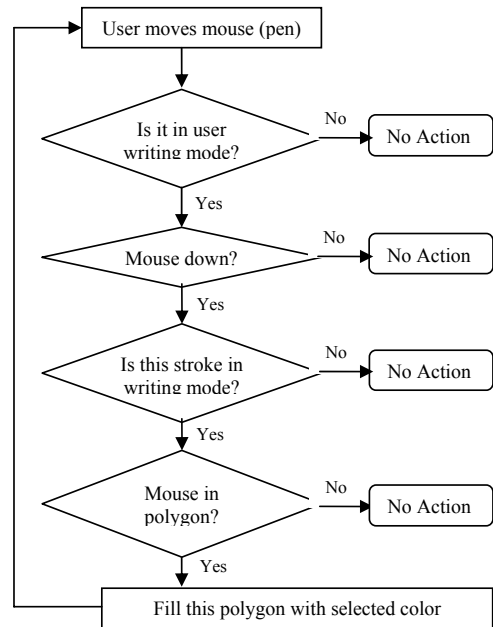 User moves mouse (pen)
No
Is it in user
writing mode?
No Action
Yes
No
Mouse down?
No Action
Yes
No
Is this stroke in
writing mode?
No Action
Yes
No
Mouse in
polygon?
No Action
Yes
Fill this polygon with selected color